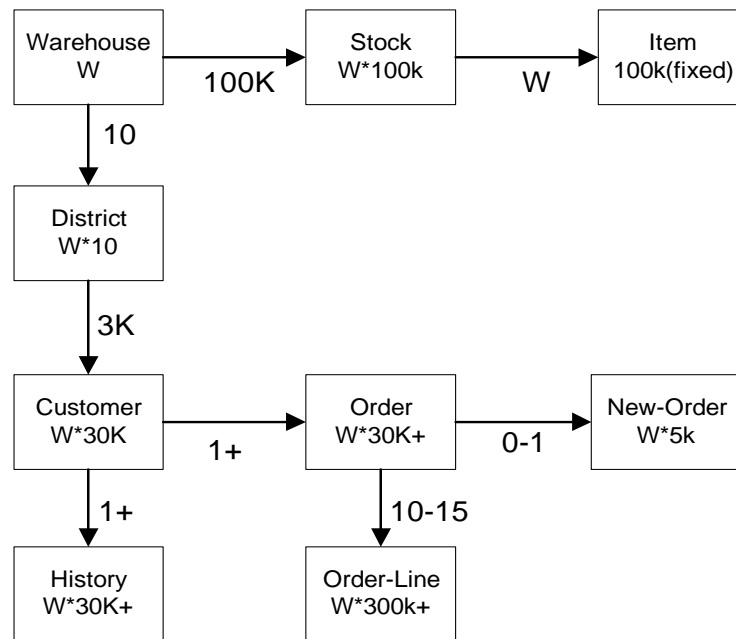 Warehouse
W
100K
Stock
W*100k
W
Item
100k(fixed)
10
District
W*10
3K
Customer
W*30K
1+
Order
W*30K+
0-1
New-Order
W*5k
1+
10-15
History
W*30K+
Order-Line
W*300k+